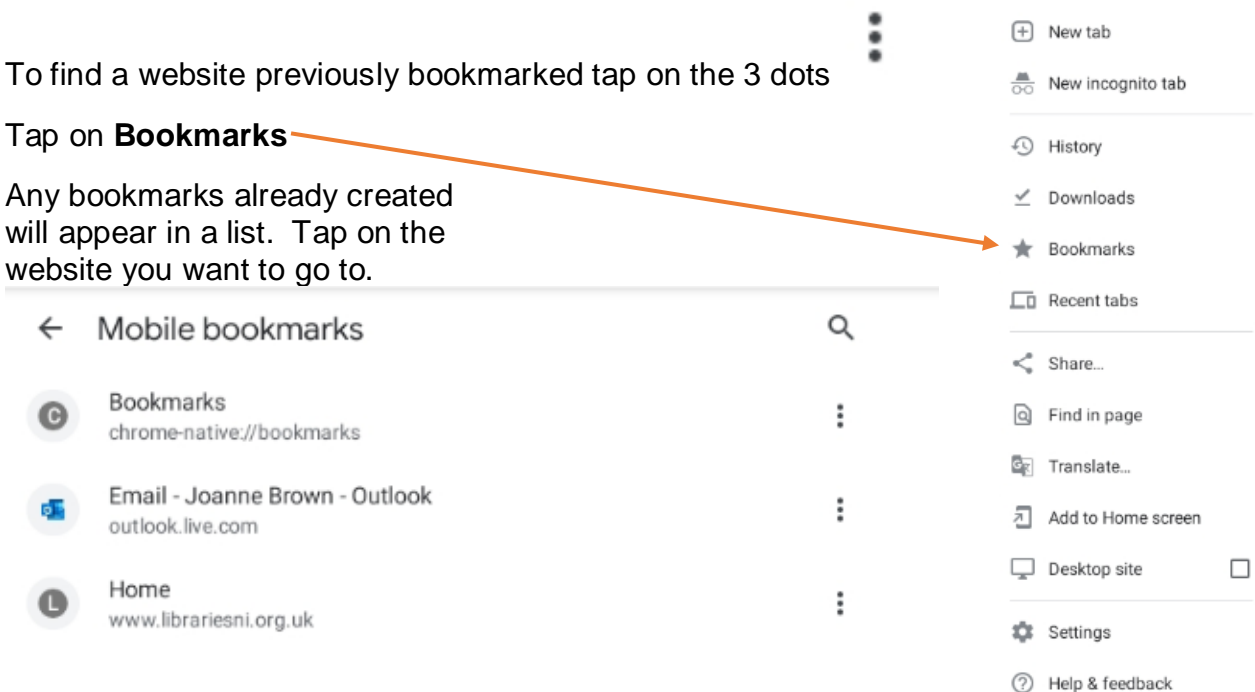 To find a website previously bookmarked tap on the 3 dots
Tap on Bookmarks
Any bookmarks already created
will appear in a list.  Tap on the
website you want to go to.
Mobile bookmarks
C
Bookmarks
chrome-native://bookmarks
Email - Joanne Brown - Outlook
outlook.live.com
L
Home
www.librariesni.org.uk
New tab
New incognito tab
History
Downloads
Bookmarks
Recent tabs
Share...
Find in page
Translate...
Add to Home screen
Desktop site
Settings
Help & feedback